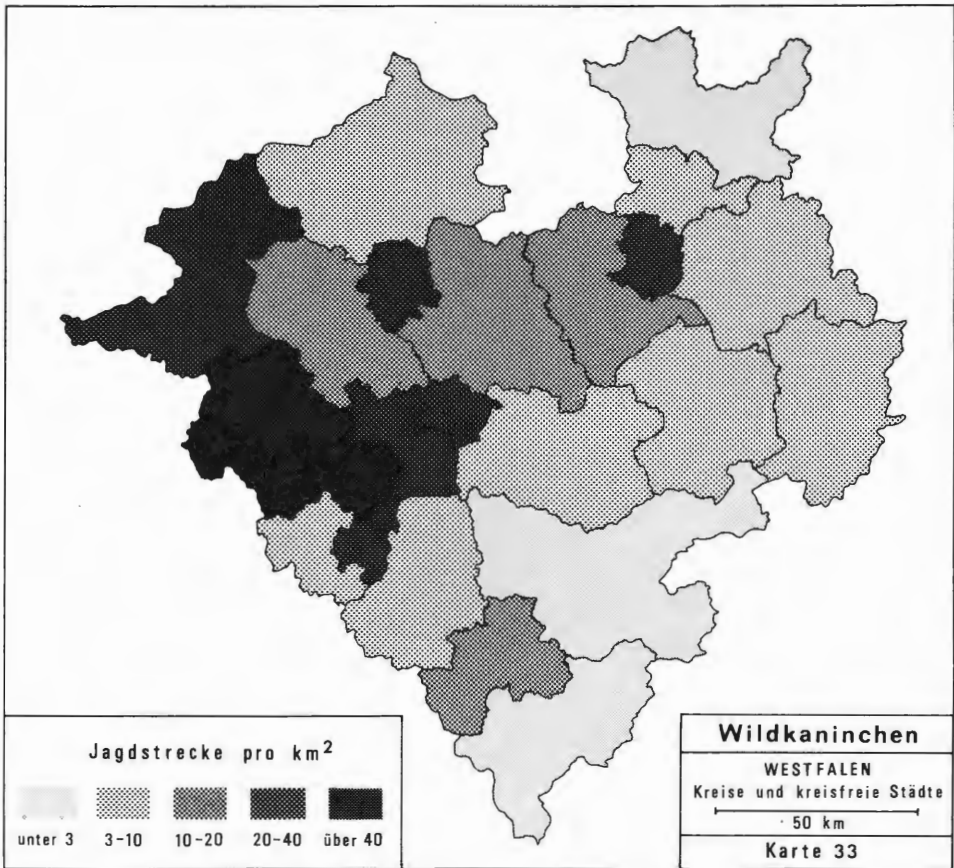 Jagdstrecke pro km²
unter 3
3-10
10-20
20-40
über 40
Wildkaninchen
WESTFALEN
Kreise und kreisfreie Städte
50 km
Karte 33